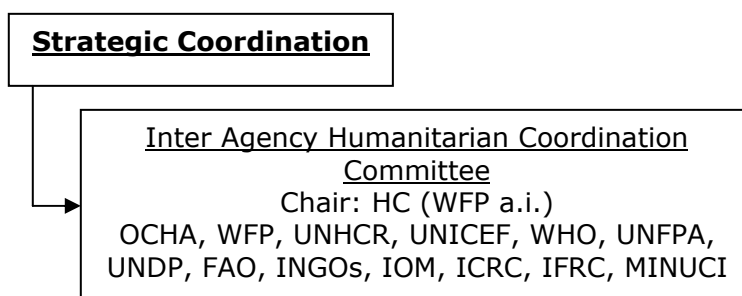 Strategic Coordination
Inter Agency Humanitarian Coordination
Committee
Chair: HC (WFP a.i.)
OCHA, WFP, UNHCR, UNICEF, WHO, UNFPA,
UNDP, FAO, INGOs, IOM, ICRC, IFRC, MINUCI